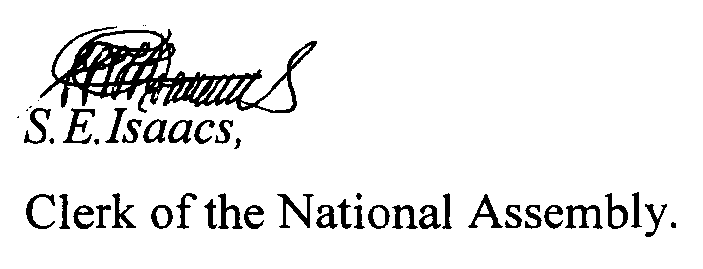 S. E. Isaacs,
Clerk of the National Assembly.